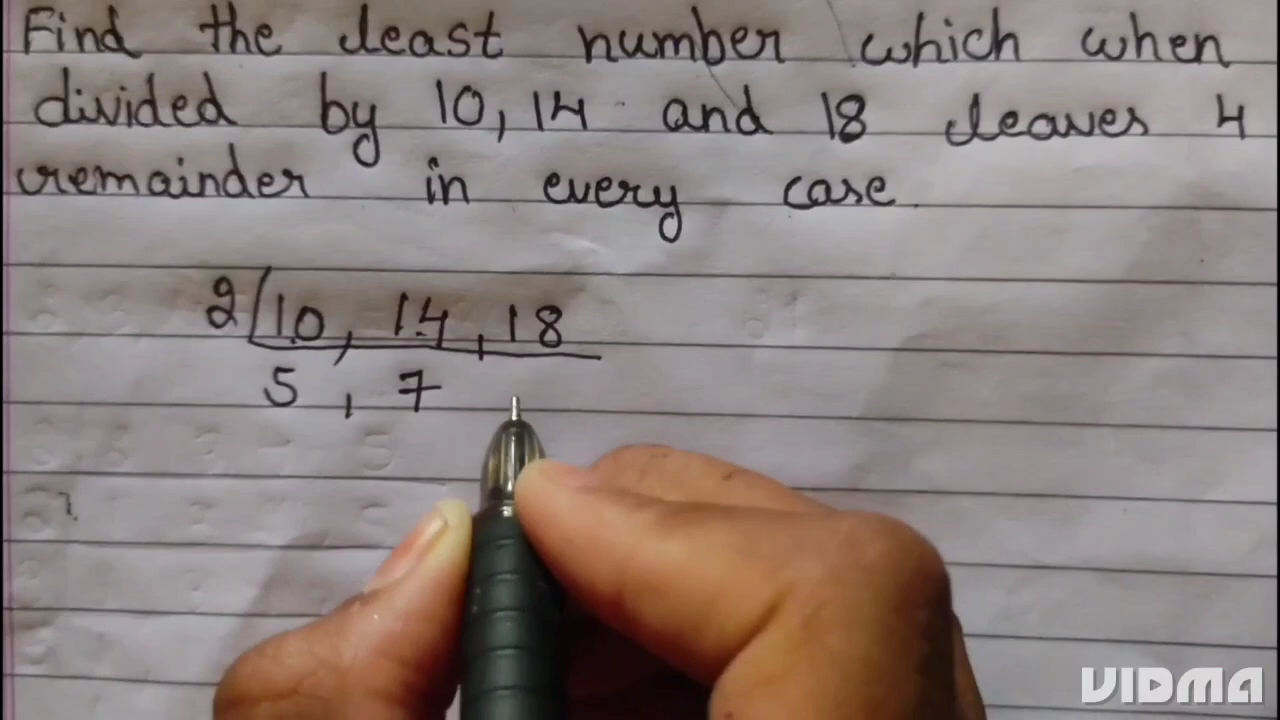 Find the least number which when
divided by 10, 14 and 18 leaves 4
remainder in every case
2 10, 14, 18
5, 7
VIDMA